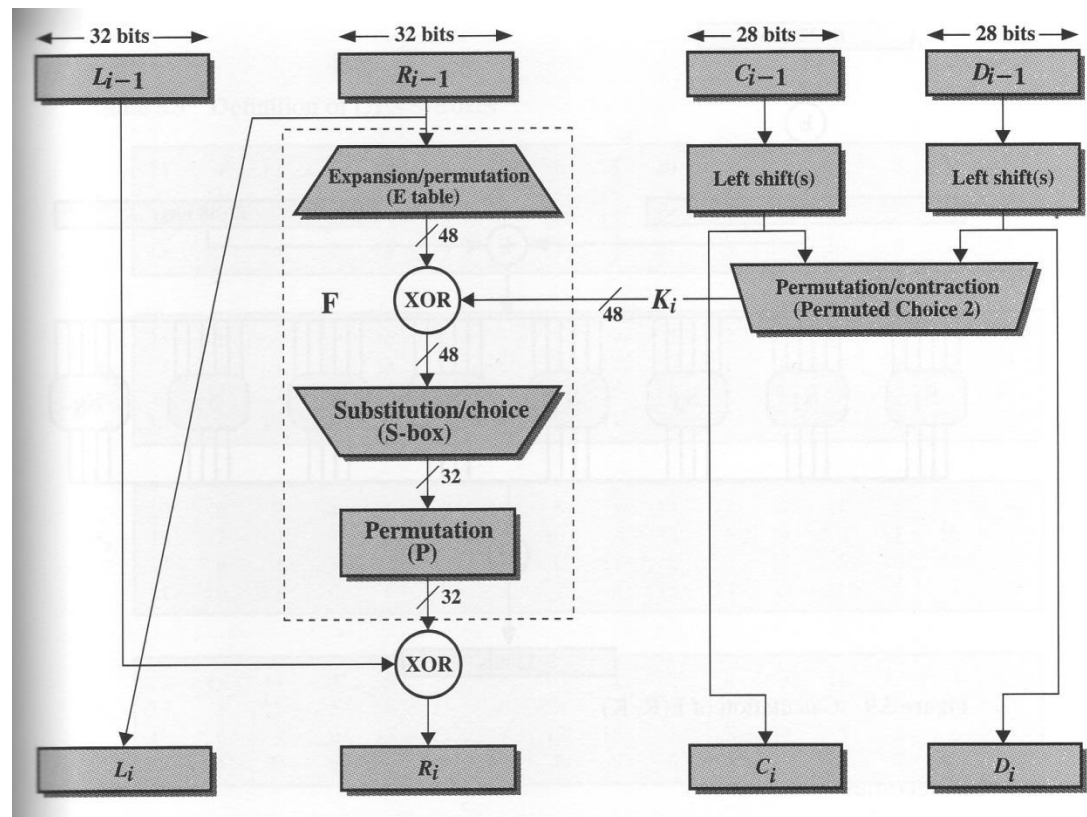 32 bits
32 bits
28 bits
28 bits
Li−1
Ri−1
Ci−1
Di−1
Expansion/permutation
(E table)
Left shift(s)
Left shift(s)
48
F
XOR
48
Ki
Permutation/contraction
(Permuted Choice 2)
48
Substitution/choice
(S-box)
32
Permutation
(P)
32
XOR
Li
Ri
Ci
Di